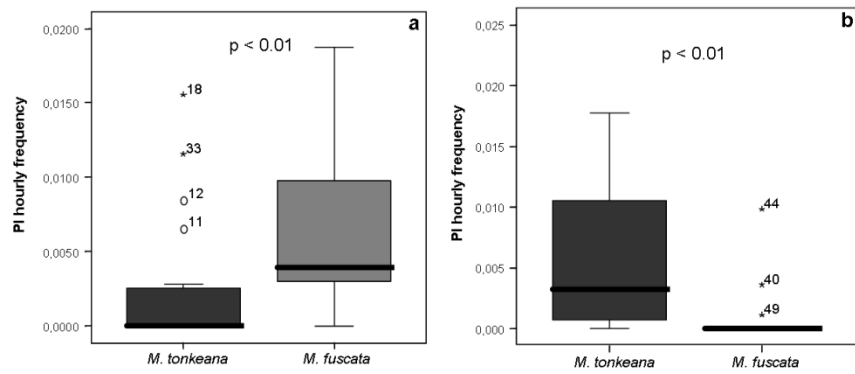 a
p < 0.01
PI hourly frequency
0,0200
0,0150
0,0100
0,0050
0,0000
*18
*33
O12
O11
M. tonkeana
M. fuscata
b
p < 0.01
PI hourly frequency
0,025
0,020
0,015
0,010
0,005
0,000
*44
*40
*49
M. tonkeana
M. fuscata